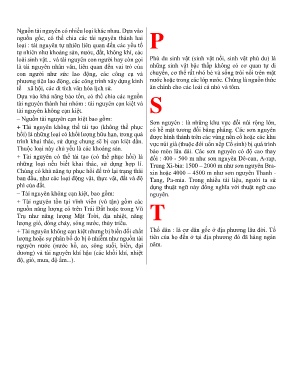 Nguồn tài nguyên có nhiều loại khác nhau. Dựa vào
nguồn gốc, có thể chia các tài nguyên thành hai
loại : tài nguyên tự nhiên liên quan đến các yếu tố
tự nhiên như khoáng sản, nước, đất, không khí, các
loài sinh vật... và tài nguyên con người hay còn gọi
là tài nguyên nhân văn, liên quan đến vai trò của
con người như sức lao động, các công cụ và
phương tiện lao động, các công trình xây dựng kinh
tế xã hội, các di tích văn hóa lịch sử.
Dựa vào khả năng bảo tồn, có thể chia các nguồn
tài nguyên thành hai nhóm : tài nguyên cạn kiệt và
tài nguyên không cạn kiệt.
– Nguồn tài nguyên cạn kiệt bao gồm:
+ Tài nguyên không thể tái tạo (không thể phục
hồi) là những loại có khối lượng hữu hạn, trong quá
trình khai thác, sử dụng chúng sẽ bị cạn kiệt dần.
Thuộc loại này chủ yếu là các khoáng sản.
+ Tài nguyên có thể tái tạo (có thể phục hồi) là
những loại nếu biết khai thác, sử dụng hợp lí.
Chúng có khả năng tự phục hồi để trở lại trạng thái
ban đầu, như các loại động vật, thực vật, đất và độ
phì của đất.
– Tài nguyên không cạn kiệt, bao gồm:
+ Tài nguyên tồn tại vĩnh viễn (vô tận) gồm các
nguồn năng lượng có trên Trái Đất hoặc trong Vũ
Trụ như năng lượng Mặt Trời, địa nhiệt, năng
lượng gió, dòng chảy, sóng nước, thủy triều.
+ Tài nguyên không cạn kiệt nhưng bị biến đổi chất
lượng hoặc sự phân bố do bị ô nhiễm như nguồn tài
nguyên nước (nước hồ, ao, sông suối, biển, đại
dương) và tài nguyên khí hậu (các khối khí, nhiệt
độ, gió, mưa, độ ẩm...).
P
Phù du sinh vật (sinh vật nổi, sinh vật phù du) là
những sinh vật bậc thấp không có cơ quan tự di
chuyển, cơ thể rất nhỏ bé và sống trôi nổi trên mặt
nước hoặc trong các lớp nước. Chúng là nguồn thức
ăn chính cho các loài cá nhỏ và tôm.
S
Sơn nguyên : là những khu vực đồi núi rộng lớn,
có bề mặt tương đối bằng phẳng. Các sơn nguyên
được hình thành trên các vùng nền cổ hoặc các khu
vực núi già (thuộc đới uốn nếp Cổ sinh) bị quá trình
bào mòn lâu dài. Các sơn nguyên có độ cao thay
đổi : 400 - 500 m như sơn nguyên Đê-can, A-rap,
Trung Xi-bia; 1500 – 2000 m như sơn nguyên Bra-
xin hoặc 4000 – 4500 m như sơn nguyên Thanh -
Tạng, Pa-mia. Trong nhiều tài liệu, người ta sử
dụng thuật ngữ này đồng nghĩa với thuật ngữ cao
nguyên.
T
Thổ dân : là cư dân gốc ở địa phương lâu đời. Tổ
tiên của họ đến ở tại địa phương đó đã hàng ngàn
năm.